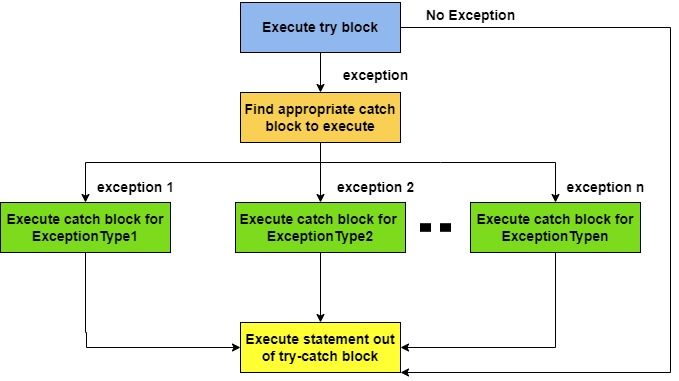 No Exception
Execute try block
exception
Find appropriate catch
block to execute
exception 1
exception 2
exception n
Execute catch block for
ExceptionType1
Execute catch block for
ExceptionType2
Execute catch block for
ExceptionTypen
Execute statement out
of try-catch block